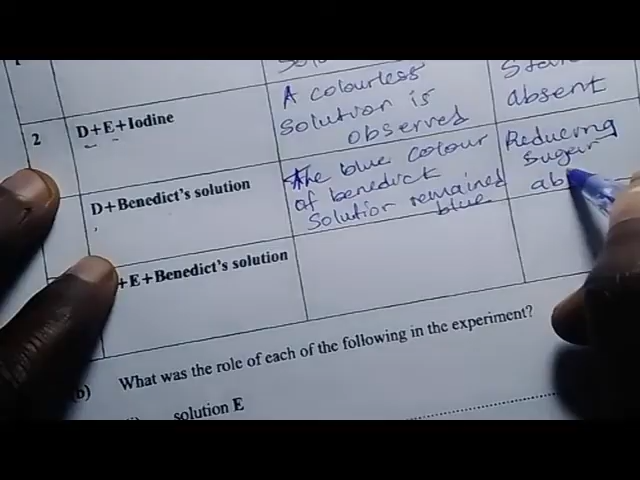 A colourless
solution is
observed
absent
2
D+E+Iodine
The blue colour
of benedict
solution remained
blue
Reducing
sugar
ab
D+Benedict's solution
+E+Benedict's solution
b)
What was the role of each of the following in the experiment?
solution E